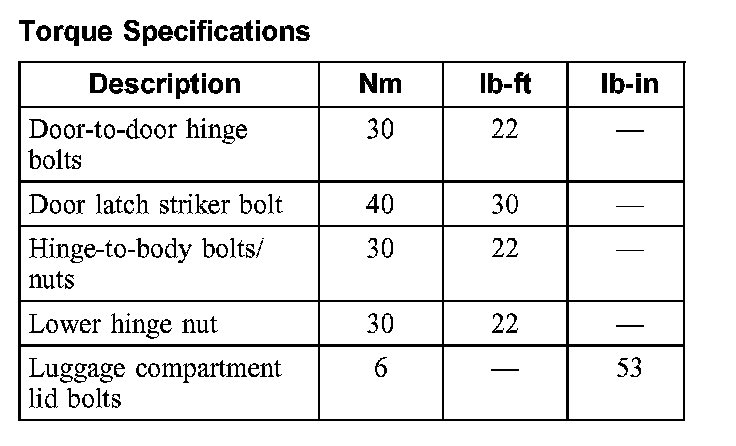 Torque Specifications
Description Nm lb-ft lb-in
Door-to-door hinge 30 22 —
bolts
Door latch striker bolt 40 30 —
Hinge-to-body bolts/ 30 22 —
nuts
Lower hinge nut 30 22 —
Luggage compartment 6 — 53
lid bolts